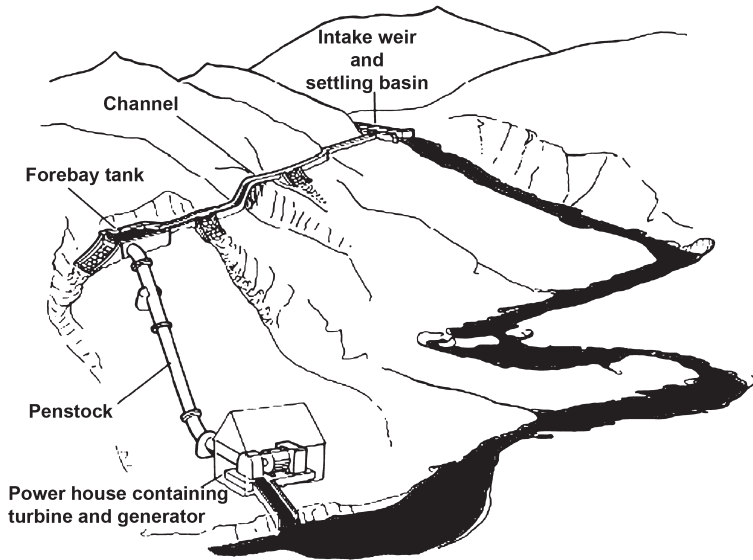 Intake weir
and
settling basin
Channel
Forebay tank
Penstock
Power house containing
turbine and generator